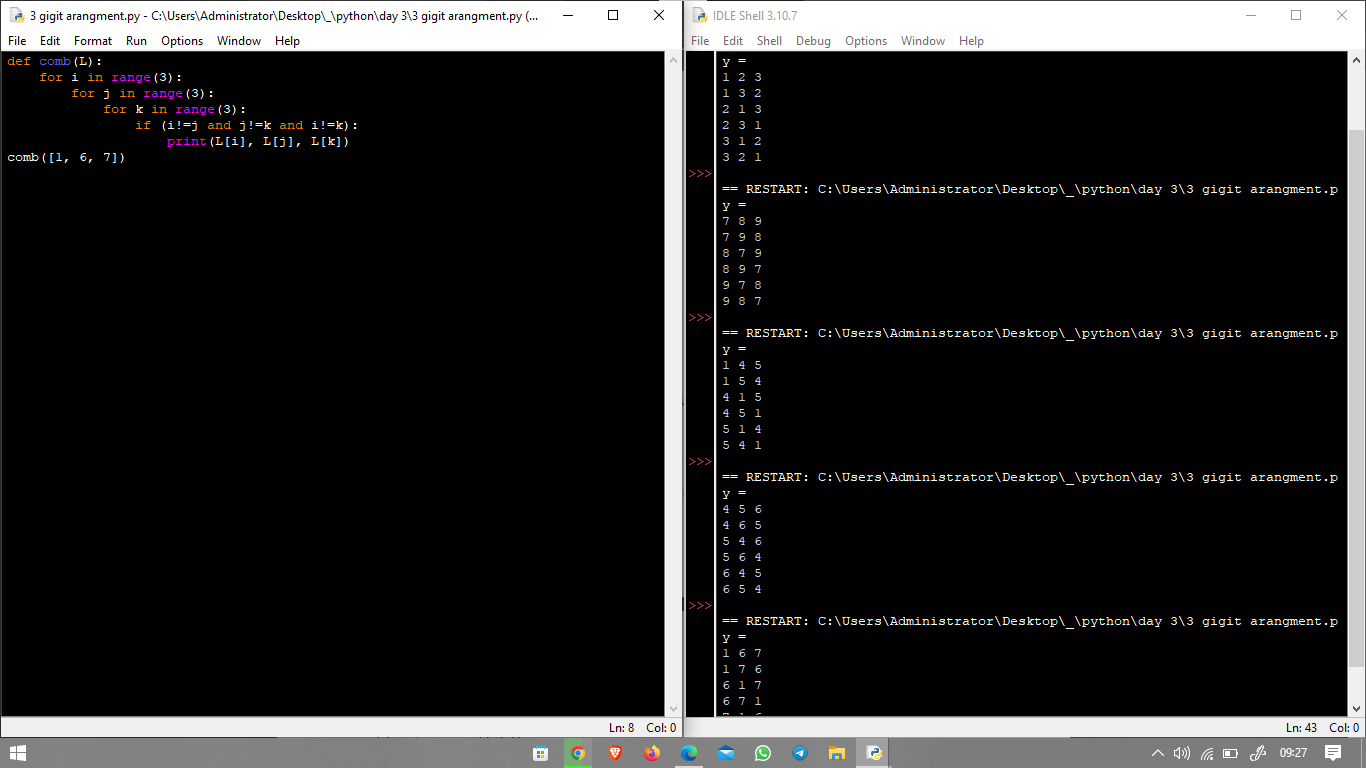 3 gigit arangment.py - C:\Users\Administrator\Desktop\_\python\day 3\3 gigit arangment.py (...
File Edit Format Run Options Window Help
def comb(L):
    for i in range(3):
        for j in range(3):
            for k in range(3):
                if (i!=j and j!=k and i!=k):
                    print(L[i], L[j], L[k])
comb([1, 6, 7])
Ln: 8 Col: 0
IDLE Shell 3.10.7
File Edit Shell Debug Options Window Help
y =
1 2 3
1 3 2
2 1 3
2 3 1
3 1 2
3 2 1
>>>
== RESTART: C:\Users\Administrator\Desktop\_\python\day 3\3 gigit arangment.p
y =
7 8 9
7 9 8
8 7 9
8 9 7
9 7 8
9 8 7
>>>
== RESTART: C:\Users\Administrator\Desktop\_\python\day 3\3 gigit arangment.p
y =
1 4 5
1 5 4
4 1 5
4 5 1
5 1 4
5 4 1
>>>
== RESTART: C:\Users\Administrator\Desktop\_\python\day 3\3 gigit arangment.p
y =
4 5 6
4 6 5
5 4 6
5 6 4
6 4 5
6 5 4
>>>
== RESTART: C:\Users\Administrator\Desktop\_\python\day 3\3 gigit arangment.p
y =
1 6 7
1 7 6
6 1 7
6 7 1
Ln: 43 Col: 0
09:27